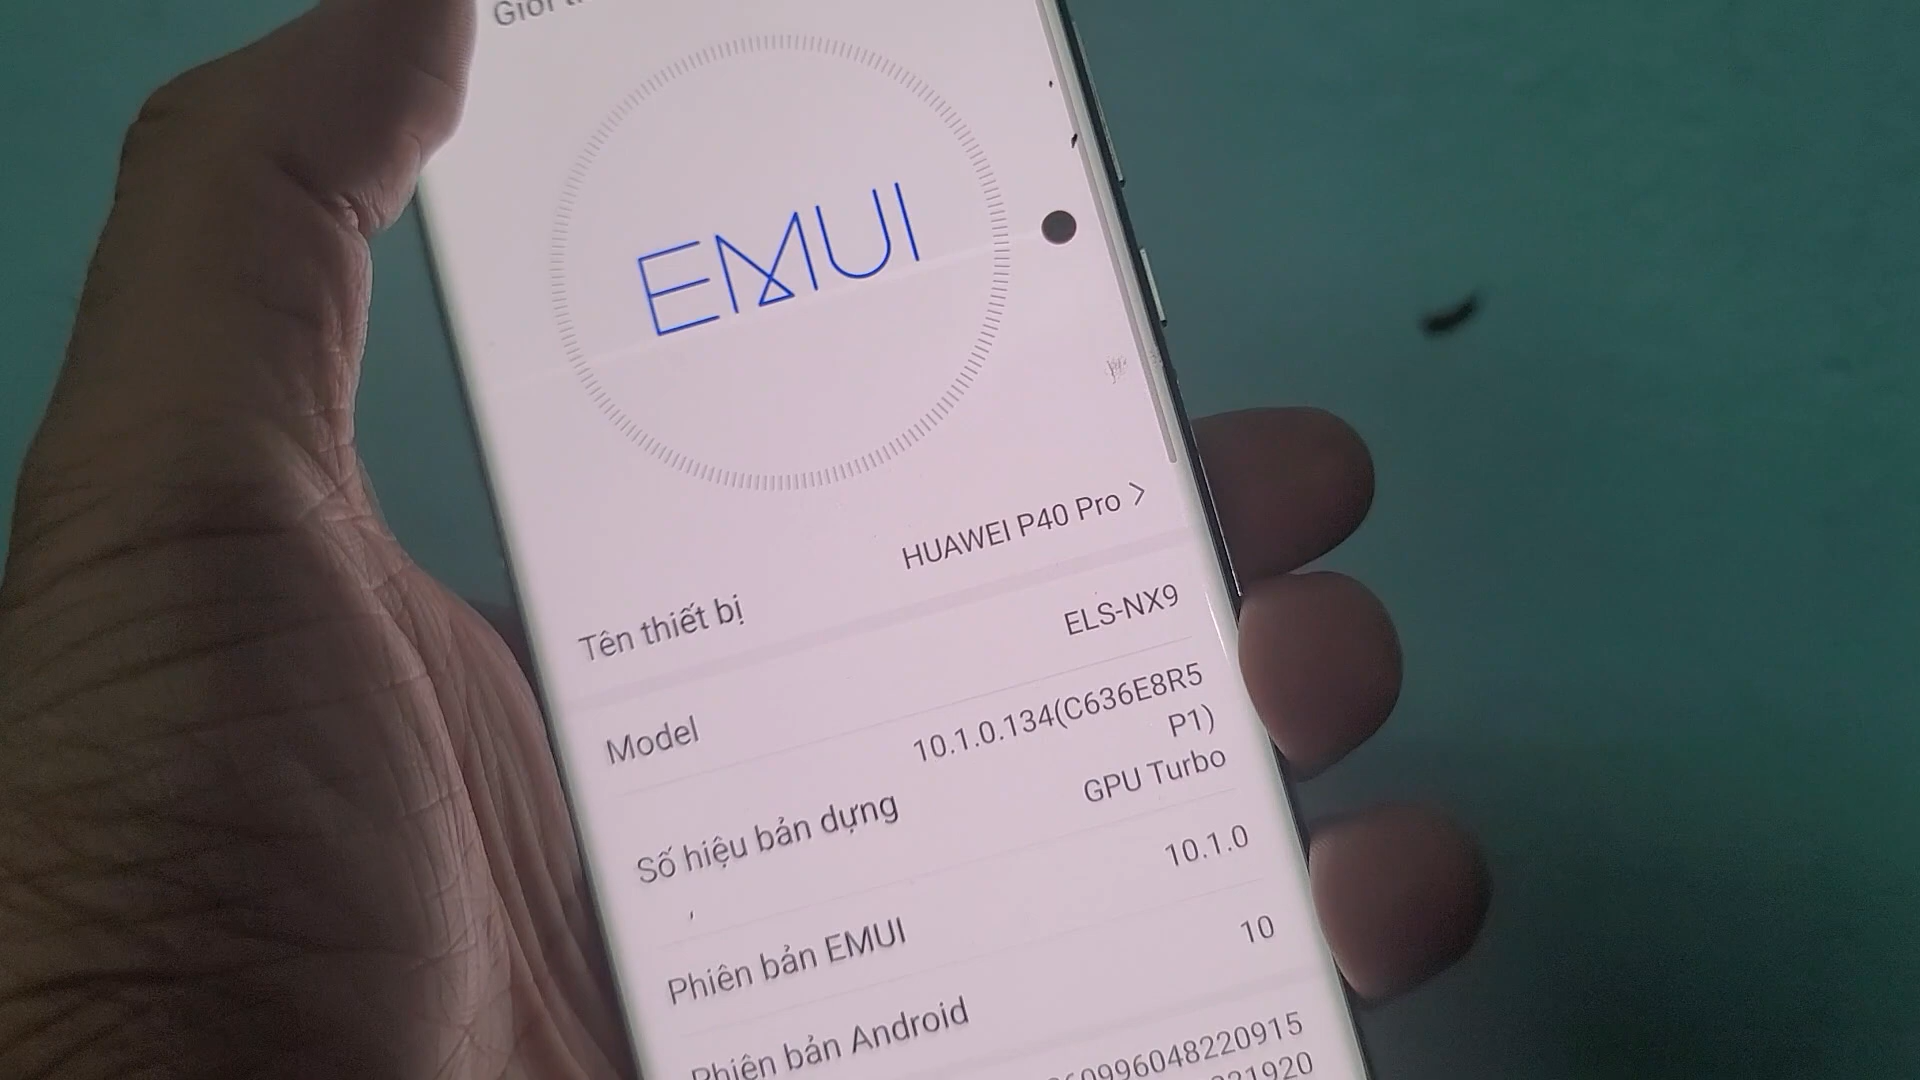 EMUI
Tên thiết bị HUAWEI P40 Pro
Model ELS-NX9
Số hiệu bản dựng 10.1.0.134(C636E8R5
P1)
GPU Turbo
Phiên bản EMUI 10.1.0
Phiên bản Android 10